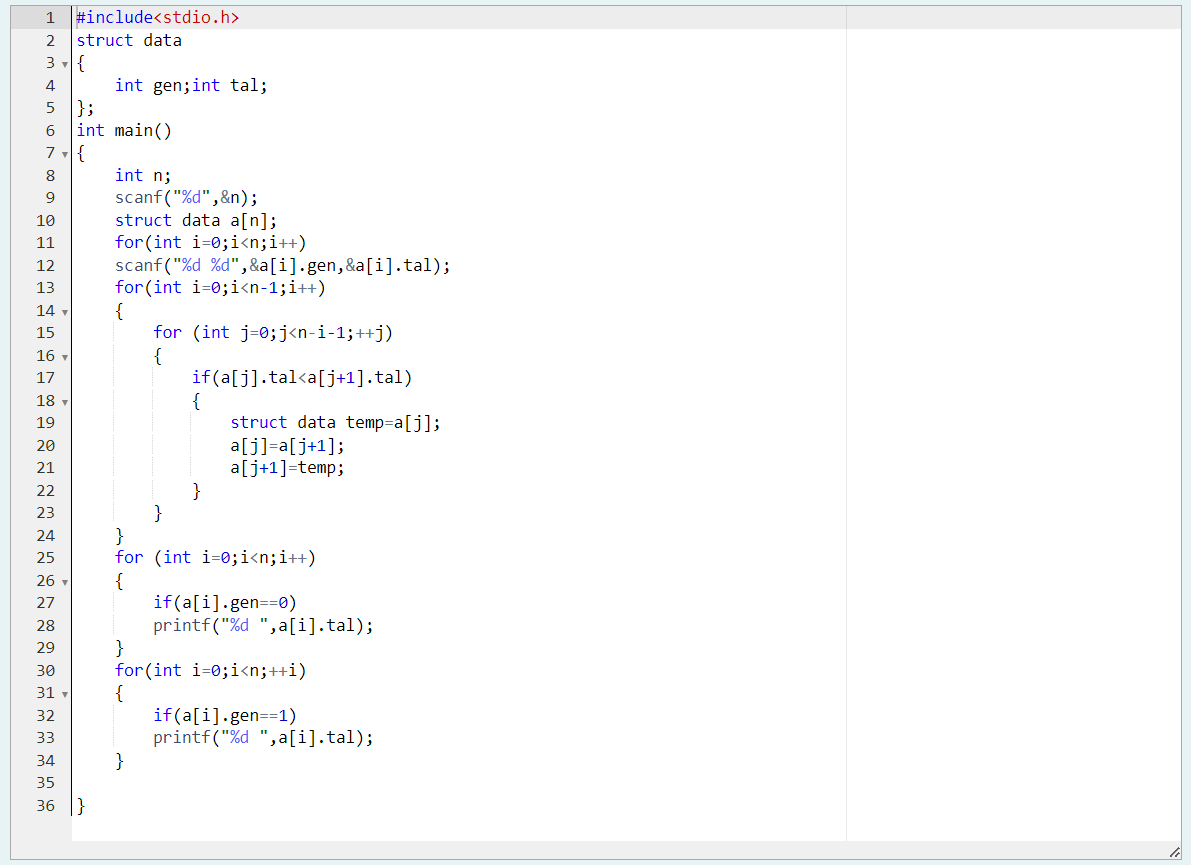 1 #include<stdio.h>
2 struct data
3 {
4     int gen;int tal;
5 };
6 int main()
7 {
8     int n;
9     scanf("%d",&n);
10     struct data a[n];
11     for(int i=0;i<n;i++)
12     scanf("%d %d",&a[i].gen,&a[i].tal);
13     for(int i=0;i<n-1;i++)
14     {
15         for (int j=0;j<n-i-1;++j)
16         {
17             if(a[j].tal<a[j+1].tal)
18             {
19                 struct data temp=a[j];
20                 a[j]=a[j+1];
21                 a[j+1]=temp;
22             }
23         }
24     }
25     for (int i=0;i<n;i++)
26     {
27         if(a[i].gen==0)
28         printf("%d ",a[i].tal);
29     }
30     for(int i=0;i<n;++i)
31     {
32         if(a[i].gen==1)
33         printf("%d ",a[i].tal);
34     }
35
36 }